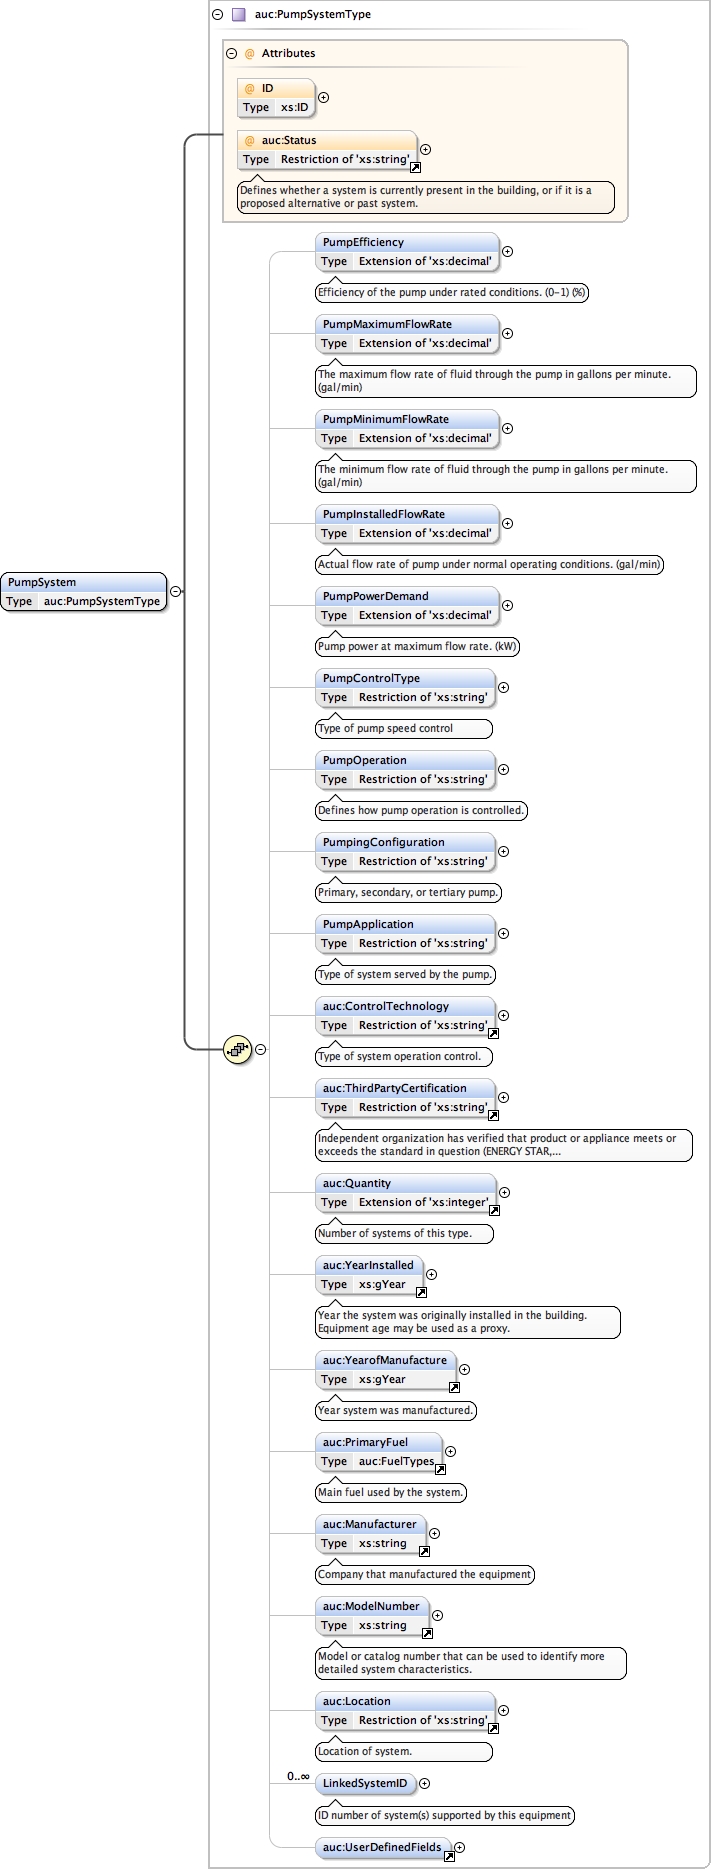 auc:PumpSystemType
@ Attributes
@ ID
Type xs:ID
@ auc:Status
Type Restriction of 'xs:string'
Defines whether a system is currently present in the building, or if it is a
proposed alternative or past system.
PumpEfficiency
Type Extension of 'xs:decimal'
Efficiency of the pump under rated conditions. (0-1) (%)
PumpMaximumFlowRate
Type Extension of 'xs:decimal'
The maximum flow rate of fluid through the pump in gallons per minute.
(gal/min)
PumpMinimumFlowRate
Type Extension of 'xs:decimal'
The minimum flow rate of fluid through the pump in gallons per minute.
(gal/min)
PumpInstalledFlowRate
Type Extension of 'xs:decimal'
Actual flow rate of pump under normal operating conditions. (gal/min)
PumpSystem
Type auc:PumpSystemType
PumpPowerDemand
Type Extension of 'xs:decimal'
Pump power at maximum flow rate. (kW)
PumpControlType
Type Restriction of 'xs:string'
Type of pump speed control
PumpOperation
Type Restriction of 'xs:string'
Defines how pump operation is controlled.
PumpingConfiguration
Type Restriction of 'xs:string'
Primary, secondary, or tertiary pump.
PumpApplication
Type Restriction of 'xs:string'
Type of system served by the pump.
auc:ControlTechnology
Type Restriction of 'xs:string'
Type of system operation control.
auc:ThirdPartyCertification
Type Restriction of 'xs:string'
Independent organization has verified that product or appliance meets or
exceeds the standard in question (ENERGY STAR,...
auc:Quantity
Type Extension of 'xs:integer'
Number of systems of this type.
auc:YearInstalled
Type xs:gYear
Year the system was originally installed in the building.
Equipment age may be used as a proxy.
auc:YearofManufacture
Type xs:gYear
Year system was manufactured.
auc:PrimaryFuel
Type auc:FuelTypes
Main fuel used by the system.
auc:Manufacturer
Type xs:string
Company that manufactured the equipment
auc:ModelNumber
Type xs:string
Model or catalog number that can be used to identify more
detailed system characteristics.
auc:Location
Type Restriction of 'xs:string'
Location of system.
0..∞
LinkedSystemID
ID number of system(s) supported by this equipment
auc:UserDefinedFields